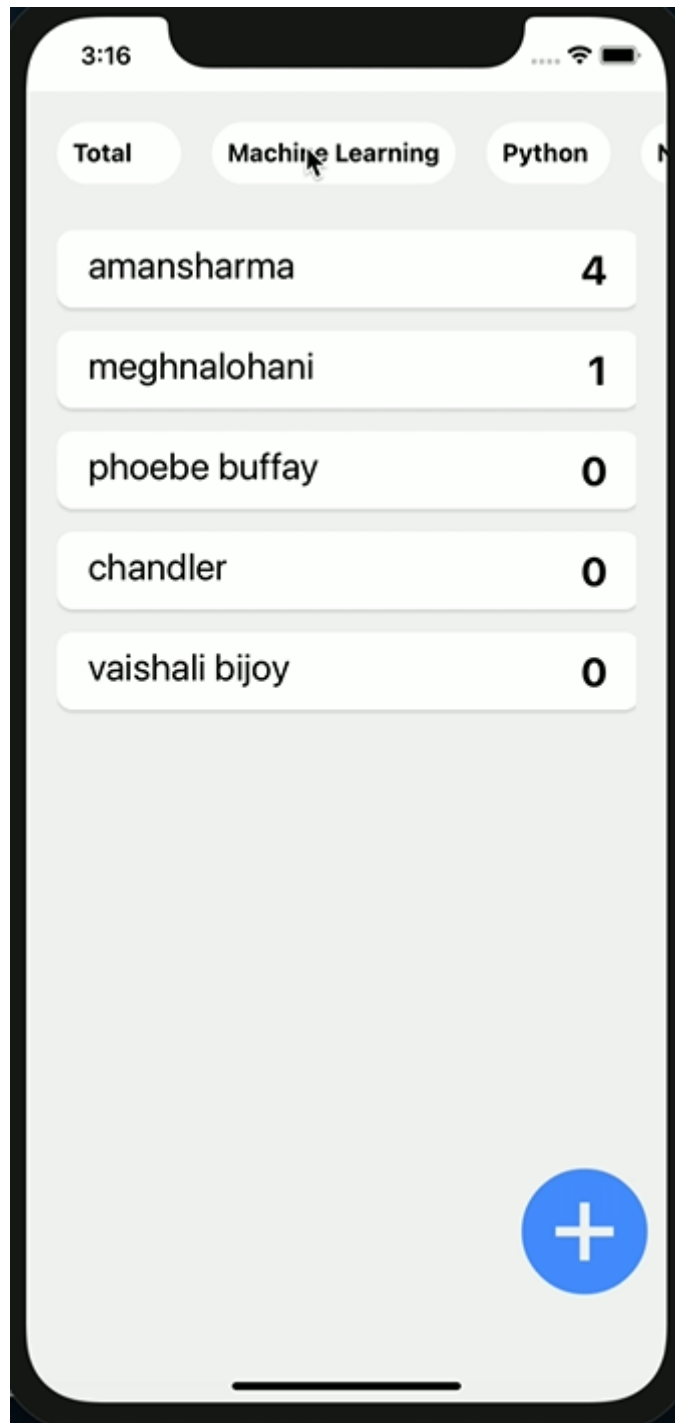 3:16
Total Machine Learning Python
amansharma 4
meghnalohani 1
phoebe buffay 0
chandler 0
vaishali bijoy 0